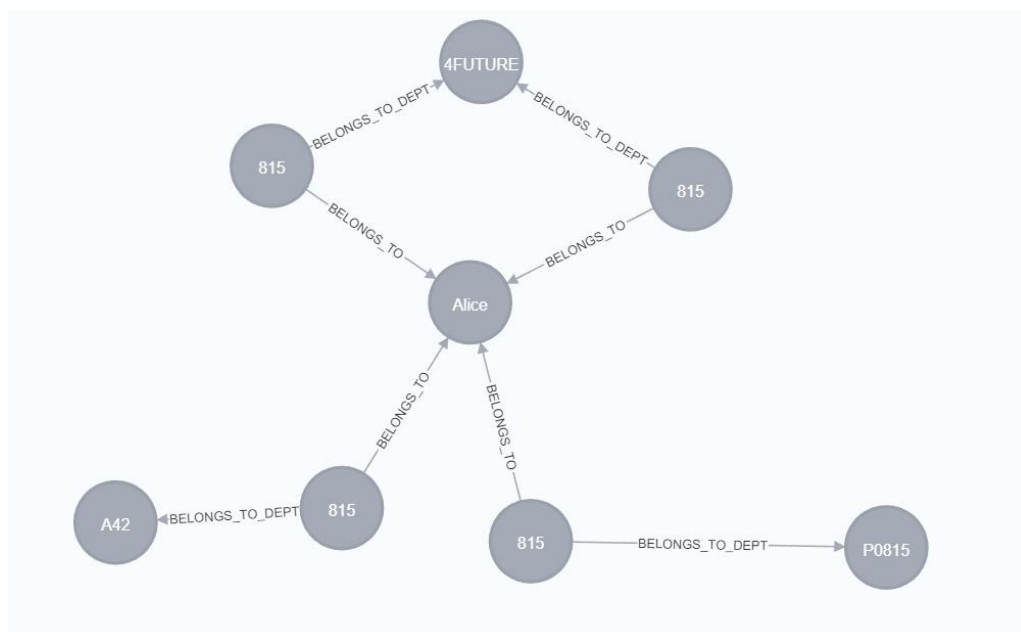 4FUTURE
BELONGS_TO_DEPT
BELONGS_TO_DEPT
815
815
BELONGS_TO
BELONGS_TO
Alice
BELONGS_TO
BELONGS_TO
A42
BELONGS_TO_DEPT
815
815
BELONGS_TO_DEPT
P0815